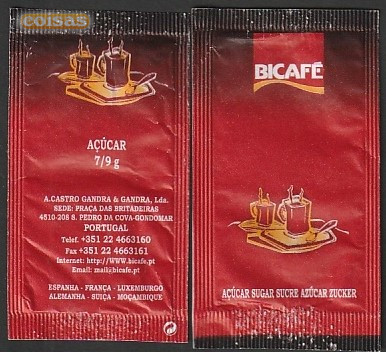 coisas
AÇÚCAR
7/9 g
A.CASTRO GANDRA & GANDRA, Lda.
SEDE: PRAÇA DAS BRITADEIRAS
4510-208 S. PEDRO DA COVA-GONDOMAR
PORTUGAL
Telef. +351 22 4663160
Fax +351 22 4663161
Internet: http://www.bicafe.pt
Email: mail@bicafe.pt
ESPANHA - FRANÇA - LUXEMBURGO
ALEMANHA - SUIÇA - MOÇAMBIQUE
BICAFÉ
AÇÚCAR SUGAR SUCRE AZÚCAR ZUCKER